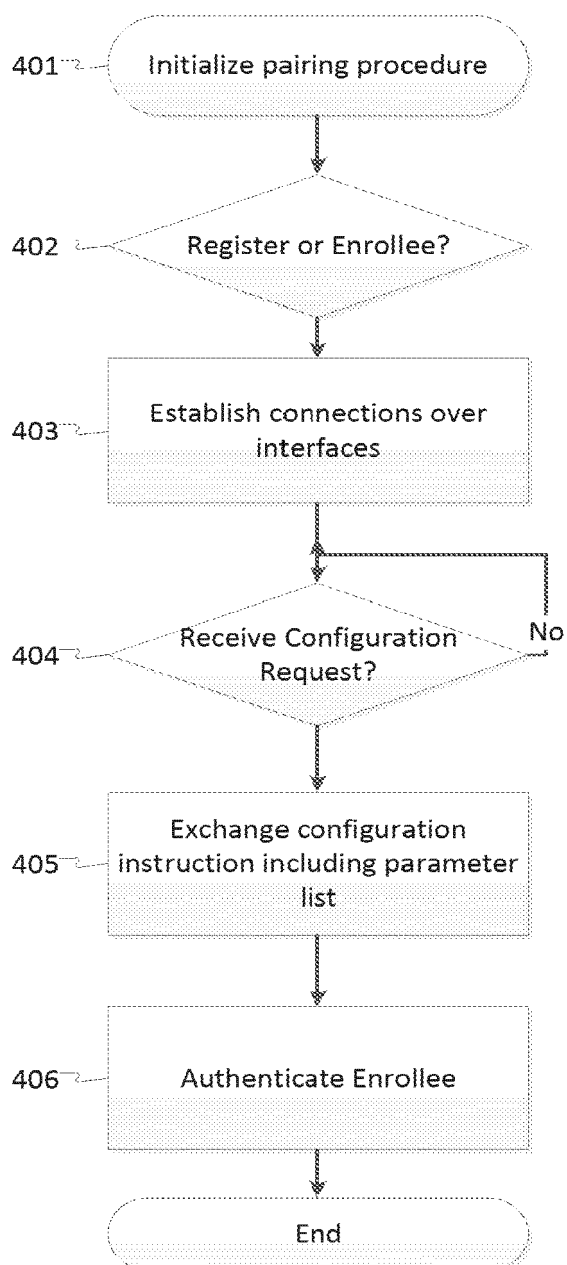 401
Initialize pairing procedure
402
Register or Enrollee?
403
Establish connections over
interfaces
404
Receive Configuration
Request?
No
405
Exchange configuration
instruction including parameter
list
406
Authenticate Enrollee
End